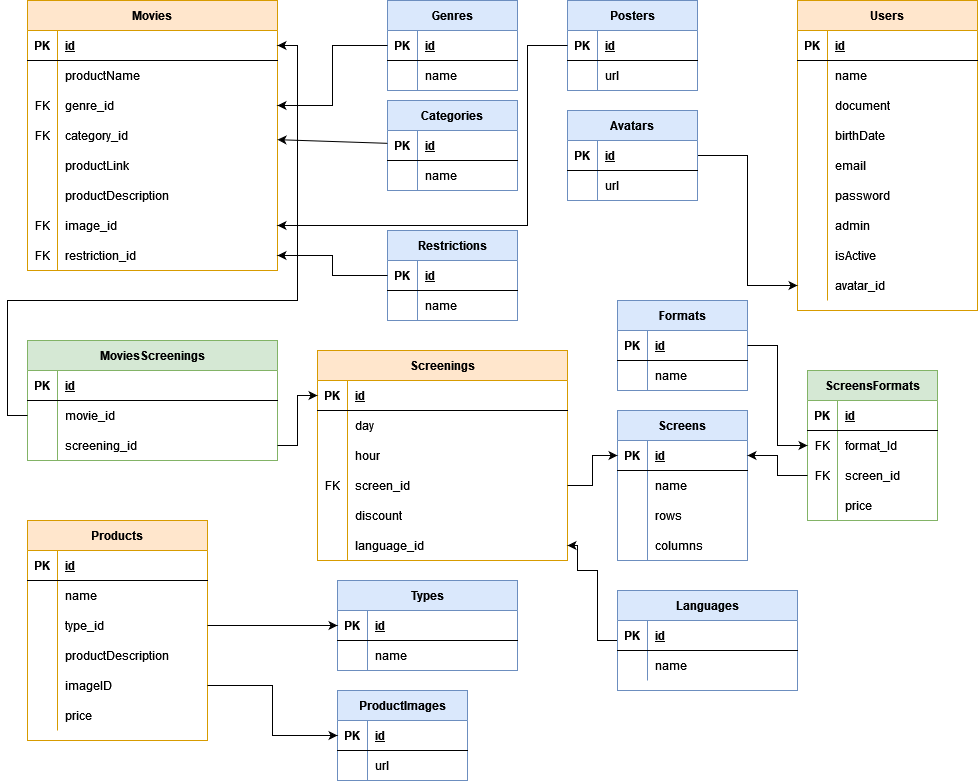 Movies
PK id
productName
FK genre_id
FK category_id
productLink
productDescription
FK image_id
FK restriction_id
Genres
PK id
name
Categories
PK id
name
Restrictions
PK id
name
Posters
PK id
url
Avatars
PK id
url
Users
PK id
name
document
birthDate
email
password
admin
isActive
avatar_id
MoviesScreenings
PK id
movie_id
screening_id
Screenings
PK id
day
hour
FK screen_id
discount
language_id
Formats
PK id
name
Screens
PK id
name
rows
columns
ScreensFormats
PK id
FK format_Id
FK screen_id
price
Products
PK id
name
type_id
productDescription
imageID
price
Types
PK id
name
ProductImages
PK id
url
Languages
PK id
name